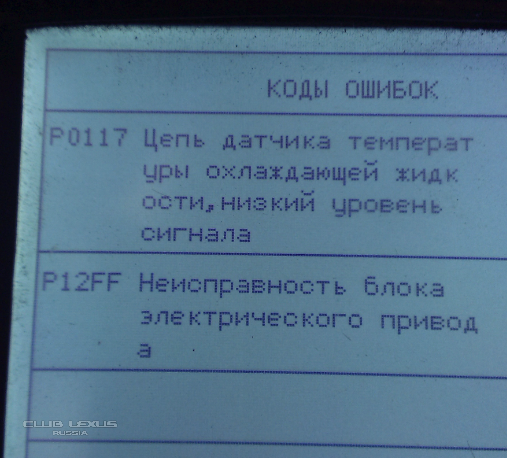 КОДЫ ОШИБОК
P0117 Цепь датчика температ
уры охлаждающей жидк
ости,низкий уровень
сигнала
P12FF Неисправность блока
электрического привод
а
CLUB LEXUS
RUSSIA